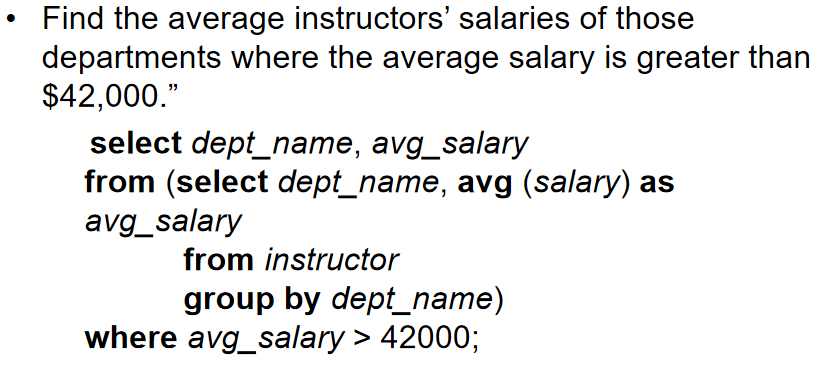 • Find the average instructors’ salaries of those
departments where the average salary is greater than
$42,000.”
select dept_name, avg_salary
from (select dept_name, avg (salary) as
avg_salary
from instructor
group by dept_name)
where avg_salary > 42000;